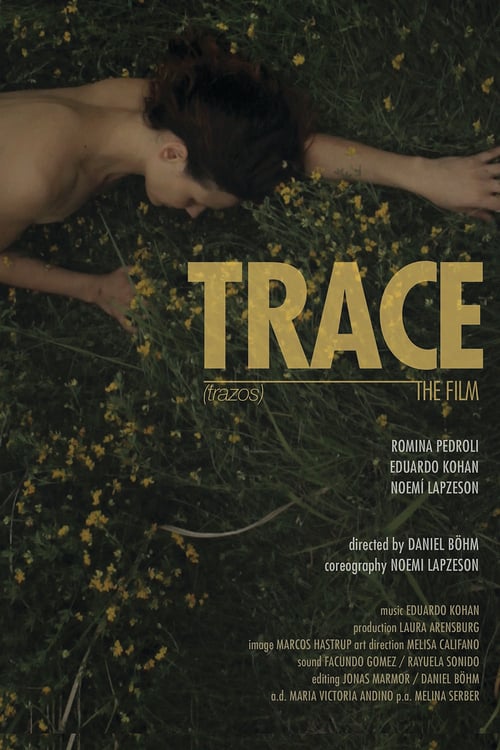 TRACE
(trazos) THE FILM
ROMINA PEDROLI
EDUARDO KOHAN
NOEMÍ LAPZESON
directed by DANIEL BÖHM
coreography NOEMI LAPZESON
music EDUARDO KOHAN
production LAURA ARENSBURG
image MARCOS HASTRUP art direction MELISA CALIFANO
sound FACUNDO GOMEZ / RAYUELA SONIDO
editing JONAS MARMOR / DANIEL BÖHM
a.d. MARIA VICTORIA ANDINO p.a. MELINA SERBER